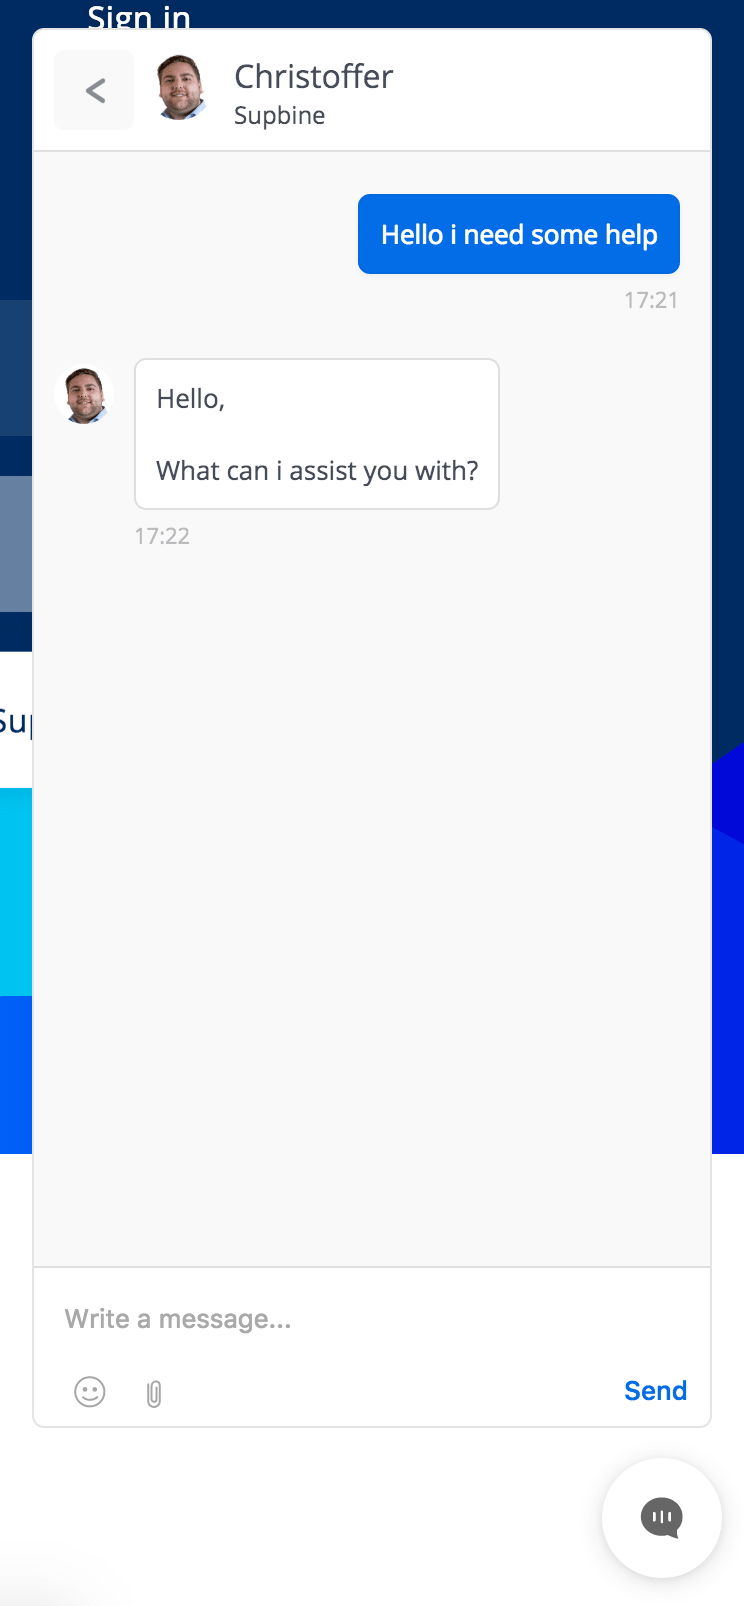 Sign in
Christoffer
Supbine
Hello i need some help
17:21
Hello,
What can i assist you with?
17:22
Write a message...
Send